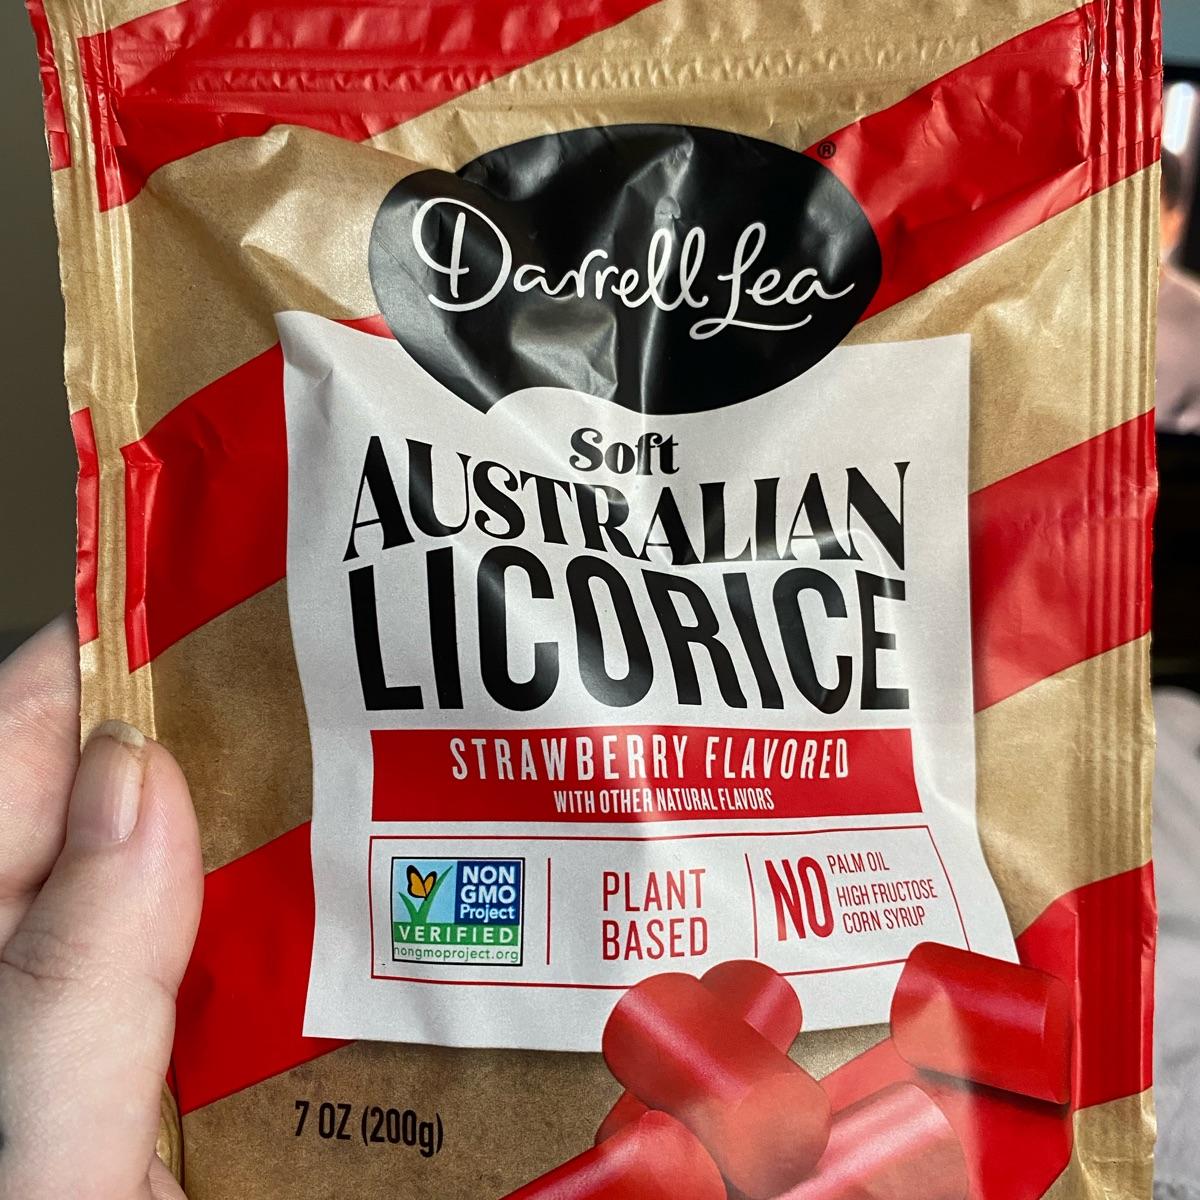 Darrell Lea®
Soft
AUSTRALIAN
LICORICE
STRAWBERRY FLAVORED
WITH OTHER NATURAL FLAVORS
NON
GMO
Project
VERIFIED
nongmoproject.org
PLANT
BASED
NO
PALM OIL
HIGH FRUCTOSE
CORN SYRUP
7 OZ (200g)